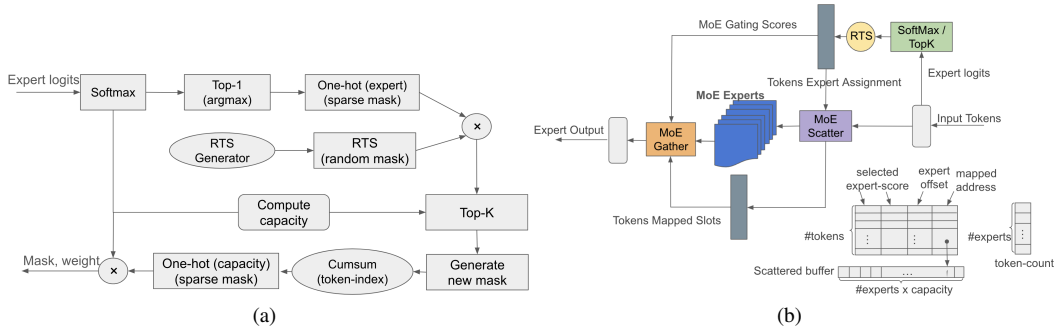 Expert logits
Softmax
Top-1
(argmax)
One-hot (expert)
(sparse mask)
×
RTS
Generator
RTS
(random mask)
Compute
capacity
Top-K
Mask, weight
×
One-hot (capacity)
(sparse mask)
Cumsum
(token-index)
Generate
new mask
(a)
MoE Gating Scores
RTS
SoftMax /
TopK
Tokens Expert Assignment
Expert logits
MoE Experts
Expert Output
MoE
Gather
MoE
Scatter
Input Tokens
Tokens Mapped Slots
selected
expert-score
expert
offset
mapped
address
#tokens
#experts
token-count
Scattered buffer
...
#experts x capacity
(b)